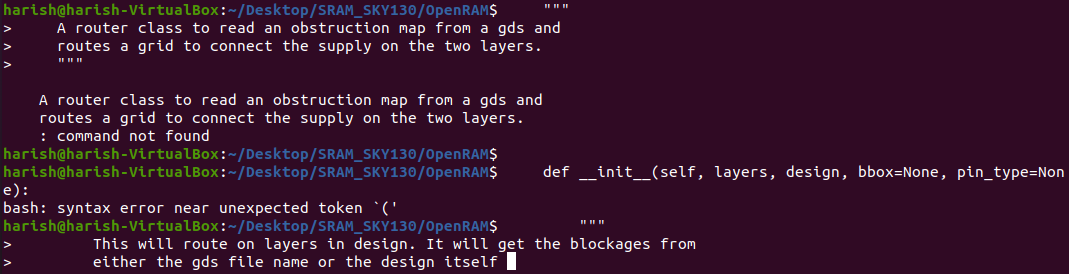 harish@harish-VirtualBox:~/Desktop/SRAM_SKY130/OpenRAM$     """
>     A router class to read an obstruction map from a gds and
>     routes a grid to connect the supply on the two layers.
>     """

    A router class to read an obstruction map from a gds and
    routes a grid to connect the supply on the two layers.
    : command not found
harish@harish-VirtualBox:~/Desktop/SRAM_SKY130/OpenRAM$
harish@harish-VirtualBox:~/Desktop/SRAM_SKY130/OpenRAM$     def __init__(self, layers, design, bbox=None, pin_type=Non
e):
bash: syntax error near unexpected token `('
harish@harish-VirtualBox:~/Desktop/SRAM_SKY130/OpenRAM$         """
>         This will route on layers in design. It will get the blockages from
>         either the gds file name or the design itself